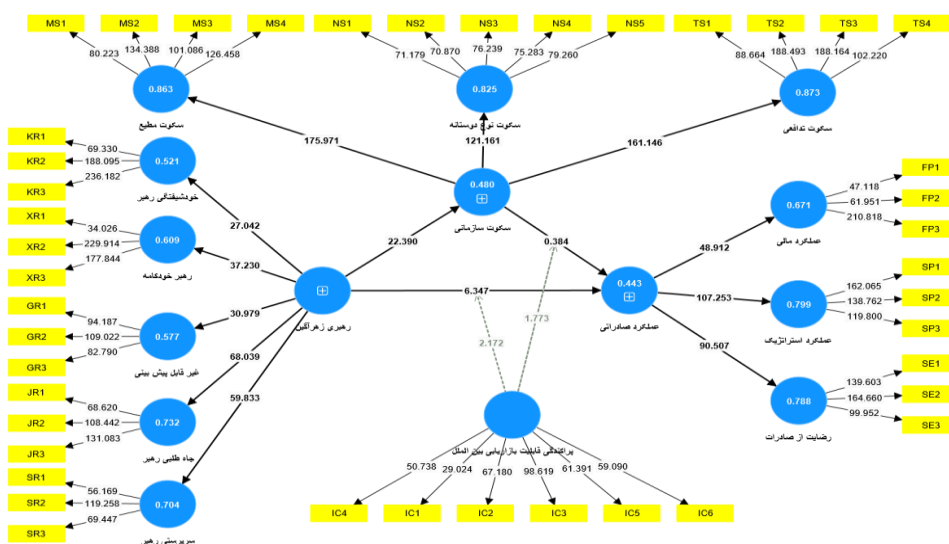 MS1 MS2 MS3 MS4 NS1 NS2 NS3 NS4 NS5 TS1 TS2 TS3 TS4
80.223 134.388 101.086 126.458 71.179 70.870 76.239 75.283 79.260 88.664 188.493 188.164 102.220
0.863 0.825 0.873
سکوت مطیع
سکوت نوع دوستانه
سکوت تدافعی
175.971 121.161 161.146
KR1
KR2
KR3
69.330
188.095
236.182
0.521
خودشیفتگی رهبر
27.042
XR1
XR2
XR3
34.026
229.914
177.844
0.609
رهبر خودکامه
37.230
GR1
GR2
GR3
94.187
109.022
82.790
0.577
غیر قابل پیش بینی
30.979
JR1
JR2
JR3
68.620
108.442
131.083
0.732
جاه طلبی رهبر
68.039
SR1
SR2
SR3
56.169
119.258
69.447
0.704
سرپرستی رهبر
59.833
رهبری زهرآگین
22.390
0.480
سکوت سازمانی
0.384
6.347
2.172
1.773
0.443
عملکرد صادراتی
48.912
107.253
90.507
0.671
عملکرد مالی
47.118
61.951
210.818
FP1
FP2
FP3
0.799
عملکرد استراتژیک
162.065
138.762
119.800
SP1
SP2
SP3
0.788
رضایت از صادرات
139.603
164.660
99.952
SE1
SE2
SE3
پراکندگی قابلیت بازاریابی بین الملل
50.738 29.024 67.180 98.619 61.391 59.090
IC4 IC1 IC2 IC3 IC5 IC6